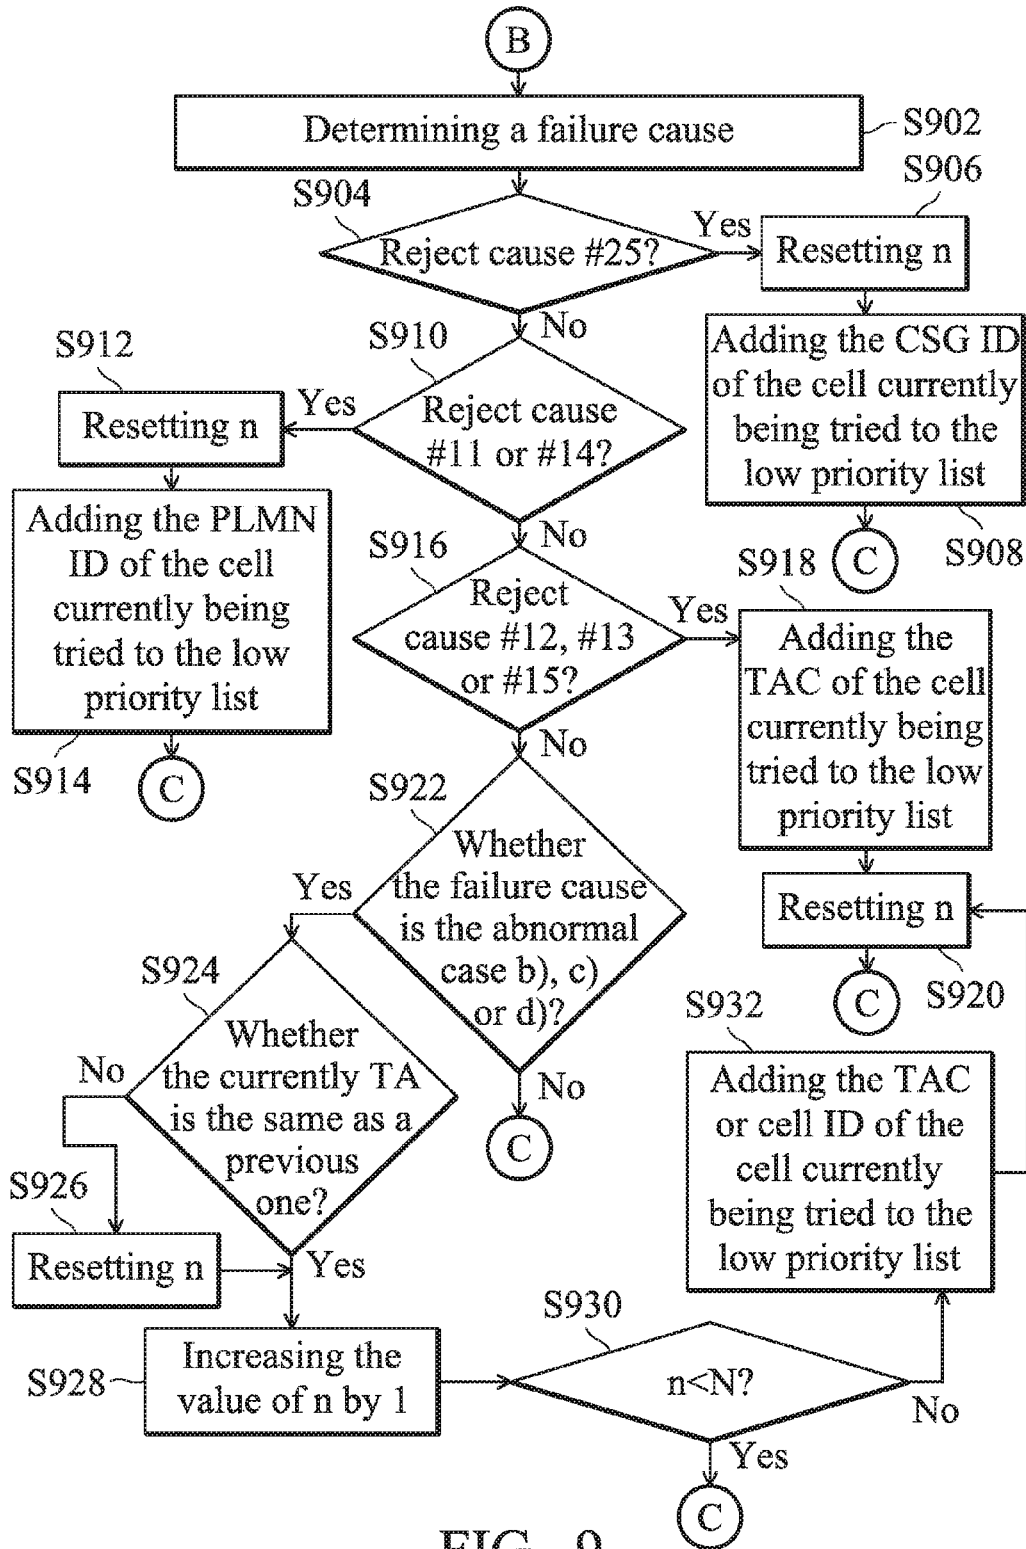 B
Determining a failure cause
S902
S904
Reject cause #25?
Yes
S906
Resetting n
No
Adding the CSG ID
of the cell currently
being tried to the
low priority list
S908
C
S910
Reject cause
#11 or #14?
Yes
S912
Resetting n
Adding the PLMN
ID of the cell
currently being
tried to the low
priority list
S914
C
No
S916
Reject
cause #12, #13
or #15?
Yes
S918
Adding the
TAC of the cell
currently being
tried to the low
priority list
Resetting n
S920
C
No
S922
Whether
the failure cause
is the abnormal
case b), c)
or d)?
Yes
No
C
S924
Whether
the currently TA
is the same as a
previous
one?
No
S926
Resetting n
Yes
S928
Increasing the
value of n by 1
S930
n<N?
No
S932
Adding the TAC
or cell ID of the
cell currently
being tried to the
low priority list
Yes
C